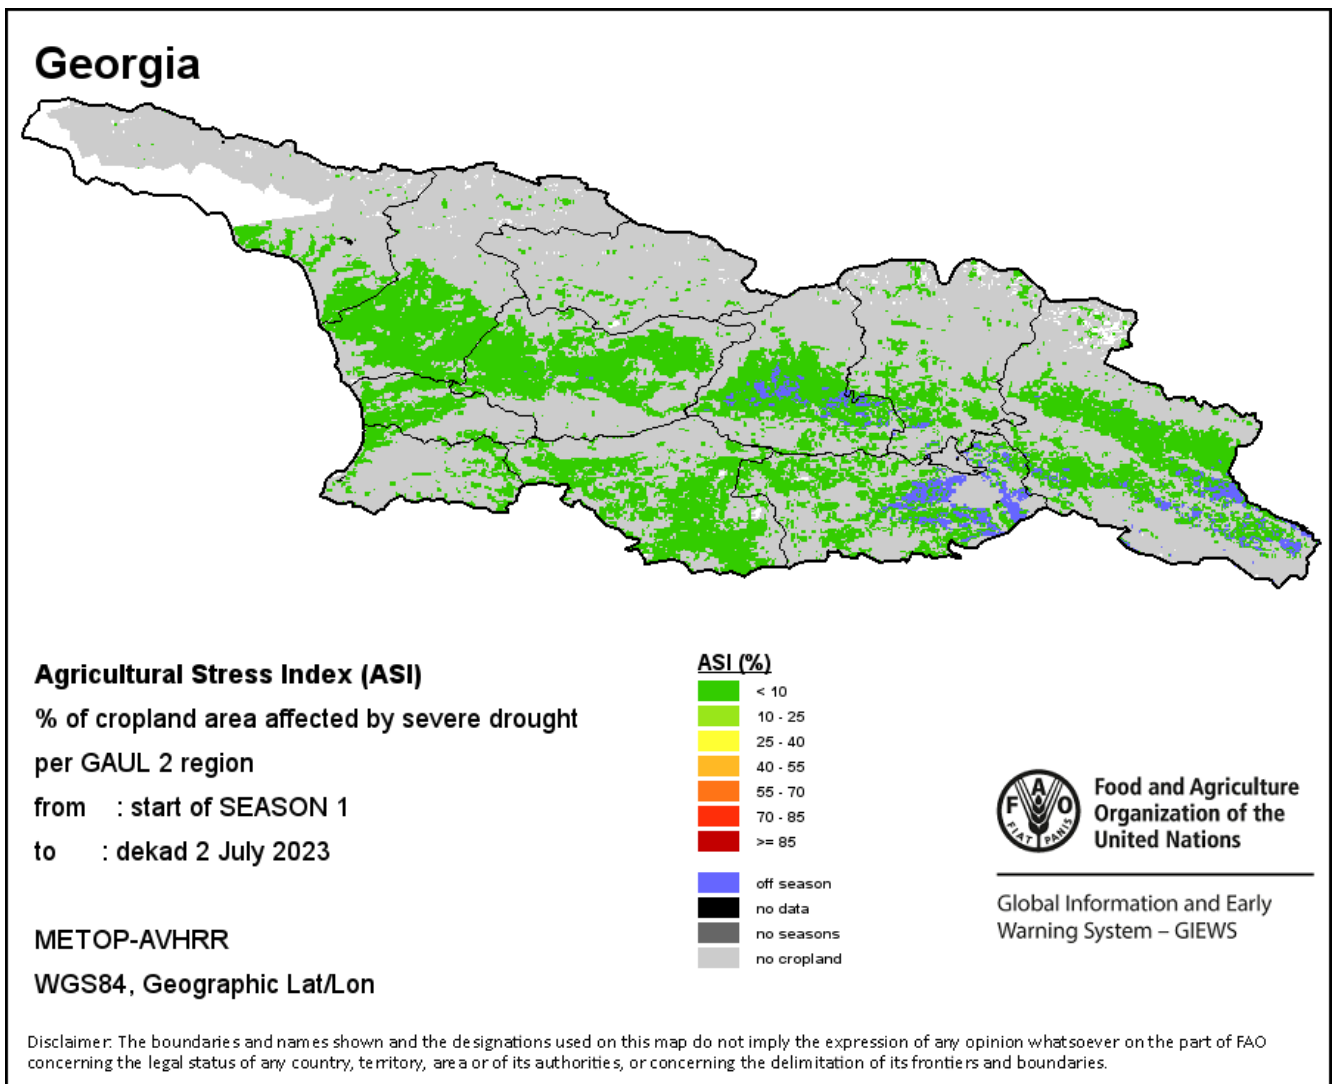 Georgia
Agricultural Stress Index (ASI)
% of cropland area affected by severe drought
per GAUL 2 region
from : start of SEASON 1
to : dekad 2 July 2023
METOP-AVHRR
WGS84, Geographic Lat/Lon
ASI (%)
< 10
10 - 25
25 - 40
40 - 55
55 - 70
70 - 85
>= 85
off season
no data
no seasons
no cropland
F A O
FIAT PANIS
Food and Agriculture
Organization of the
United Nations
Global Information and Early
Warning System – GIEWS
Disclaimer: The boundaries and names shown and the designations used on this map do not imply the expression of any opinion whatsoever on the part of FAO
concerning the legal status of any country, territory, area or of its authorities, or concerning the delimitation of its frontiers and boundaries.